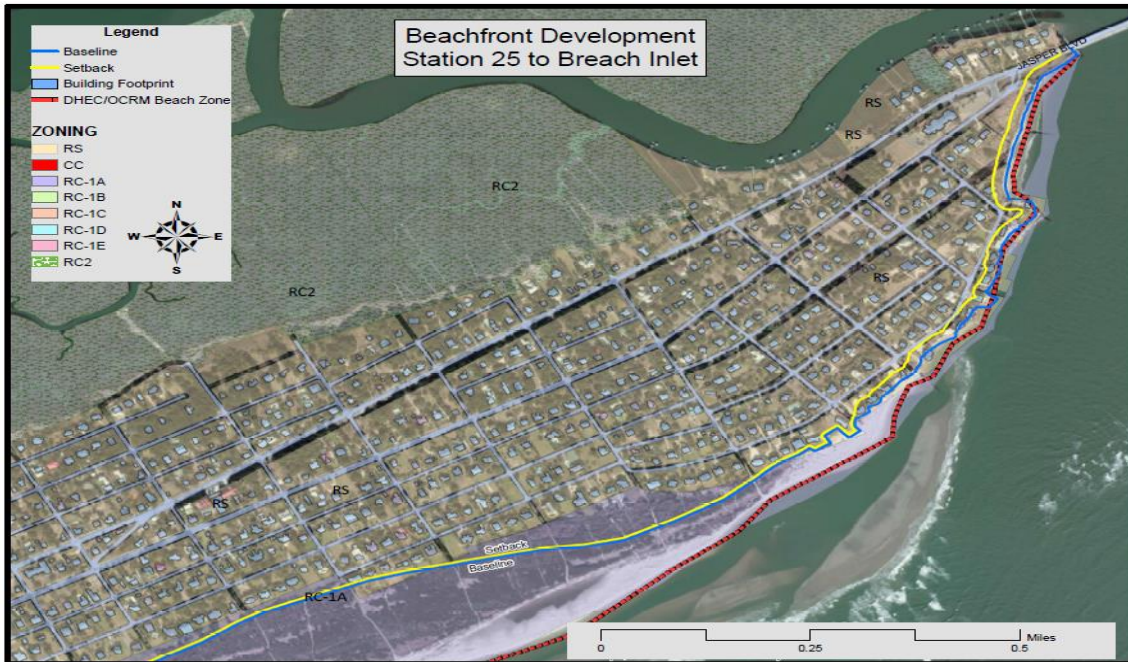 Legend
Baseline
Setback
Building Footprint
DHEC/OCRM Beach Zone
ZONING
RS
CC
RC-1A
RC-1B
RC-1C
RC-1D
RC-1E
RC2
N
W E
S
Beachfront Development
Station 25 to Breach Inlet
JASPER BLVD
RS
RS
RC2
RS
RC2
RS
RS
Setback
Baseline
RC-1A
Miles
0 0.25 0.5